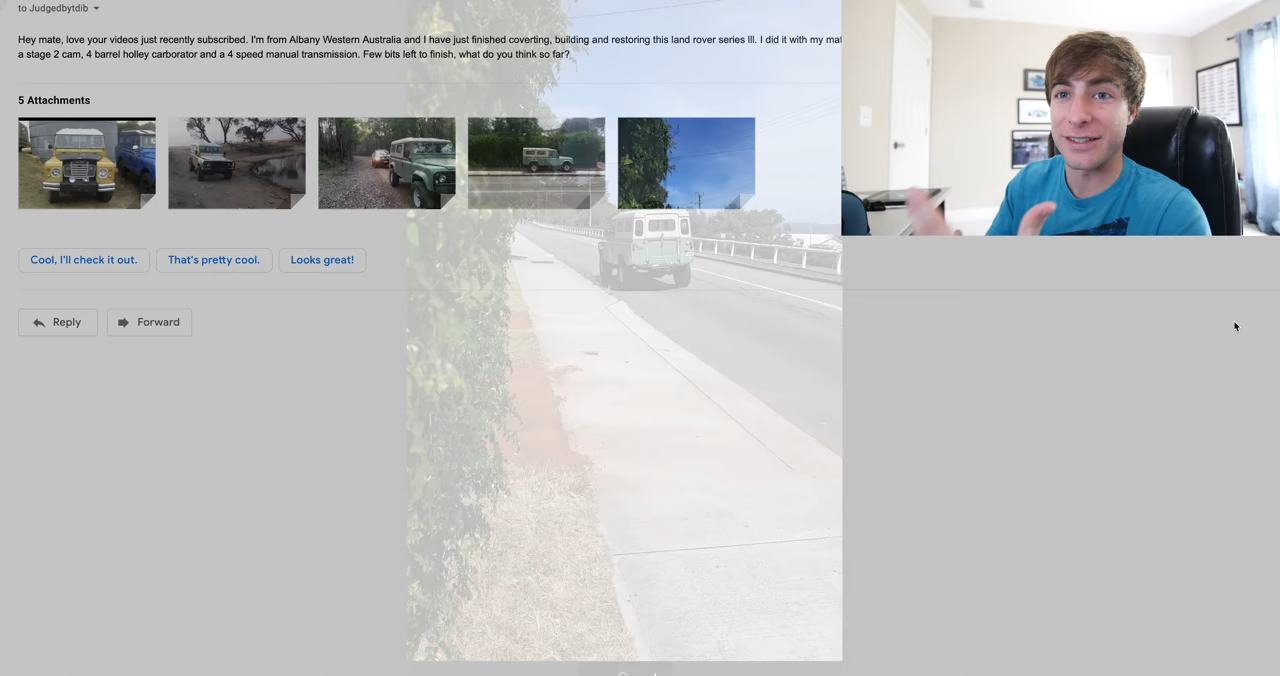 to Judgedbytdib
Hey mate, love your videos just recently subscribed. I'm from Albany Western Australia and I have just finished coverting, building and restoring this land rover series lll. I did it with my mat
a stage 2 cam, 4 barrel holley carborator and a 4 speed manual transmission. Few bits left to finish, what do you think so far?
5 Attachments
Cool, I'll check it out.
That's pretty cool.
Looks great!
Reply
Forward